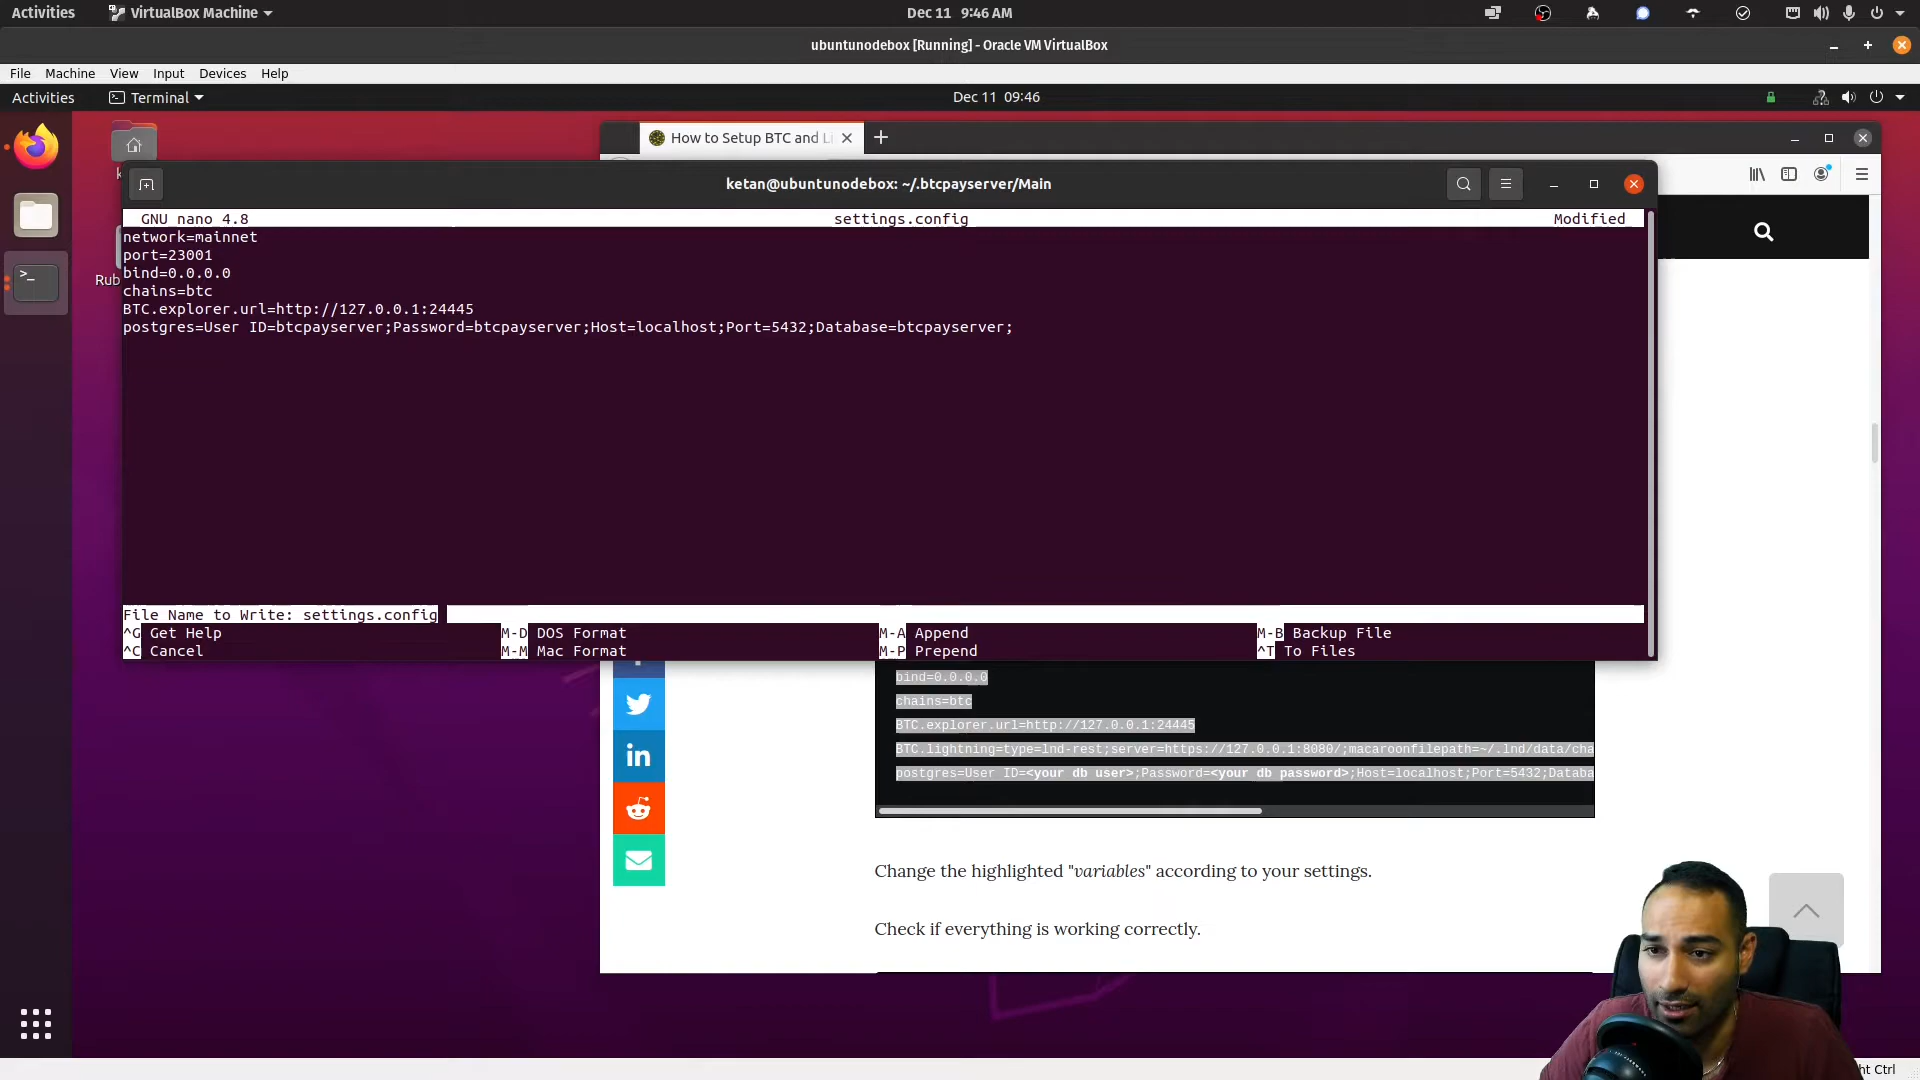 Activities
VirtualBox Machine
Dec 11 9:46 AM
ubuntunodebox [Running] - Oracle VM VirtualBox
File Machine View Input Devices Help
Activities
Terminal
Dec 11 09:46
How to Setup BTC and Li
ketan@ubuntunodebox: ~/.btcpayserver/Main
Rub
GNU nano 4.8
settings.config
Modified
network=mainnet
port=23001
bind=0.0.0.0
chains=btc
BTC.explorer.url=http://127.0.0.1:24445
postgres=User ID=btcpayserver;Password=btcpayserver;Host=localhost;Port=5432;Database=btcpayserver;
File Name to Write: settings.config
^G Get Help M-D DOS Format M-A Append M-B Backup File
^C Cancel M-M Mac Format M-P Prepend ^T To Files
bind=0.0.0.0
chains=btc
BTC.explorer.url=http://127.0.0.1:24445
BTC.lightning=type=lnd-rest;server=https://127.0.0.1:8080/;macaroonfilepath=~/.lnd/data/cha
postgres=User ID=<your db user>;Password=<your db password>;Host=localhost;Port=5432;Databa
Change the highlighted "variables" according to your settings.
Check if everything is working correctly.
ht Ctrl